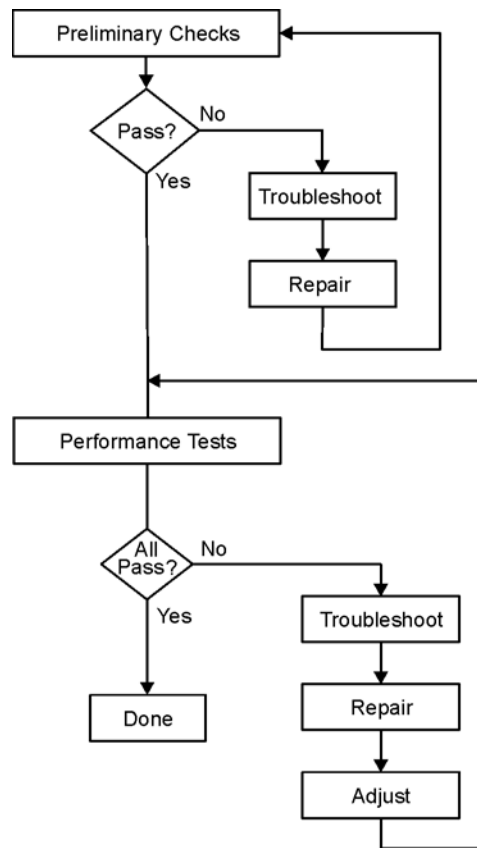 Preliminary Checks
Pass?
No
Yes
Troubleshoot
Repair
Performance Tests
All
Pass?
No
Yes
Troubleshoot
Done
Repair
Adjust